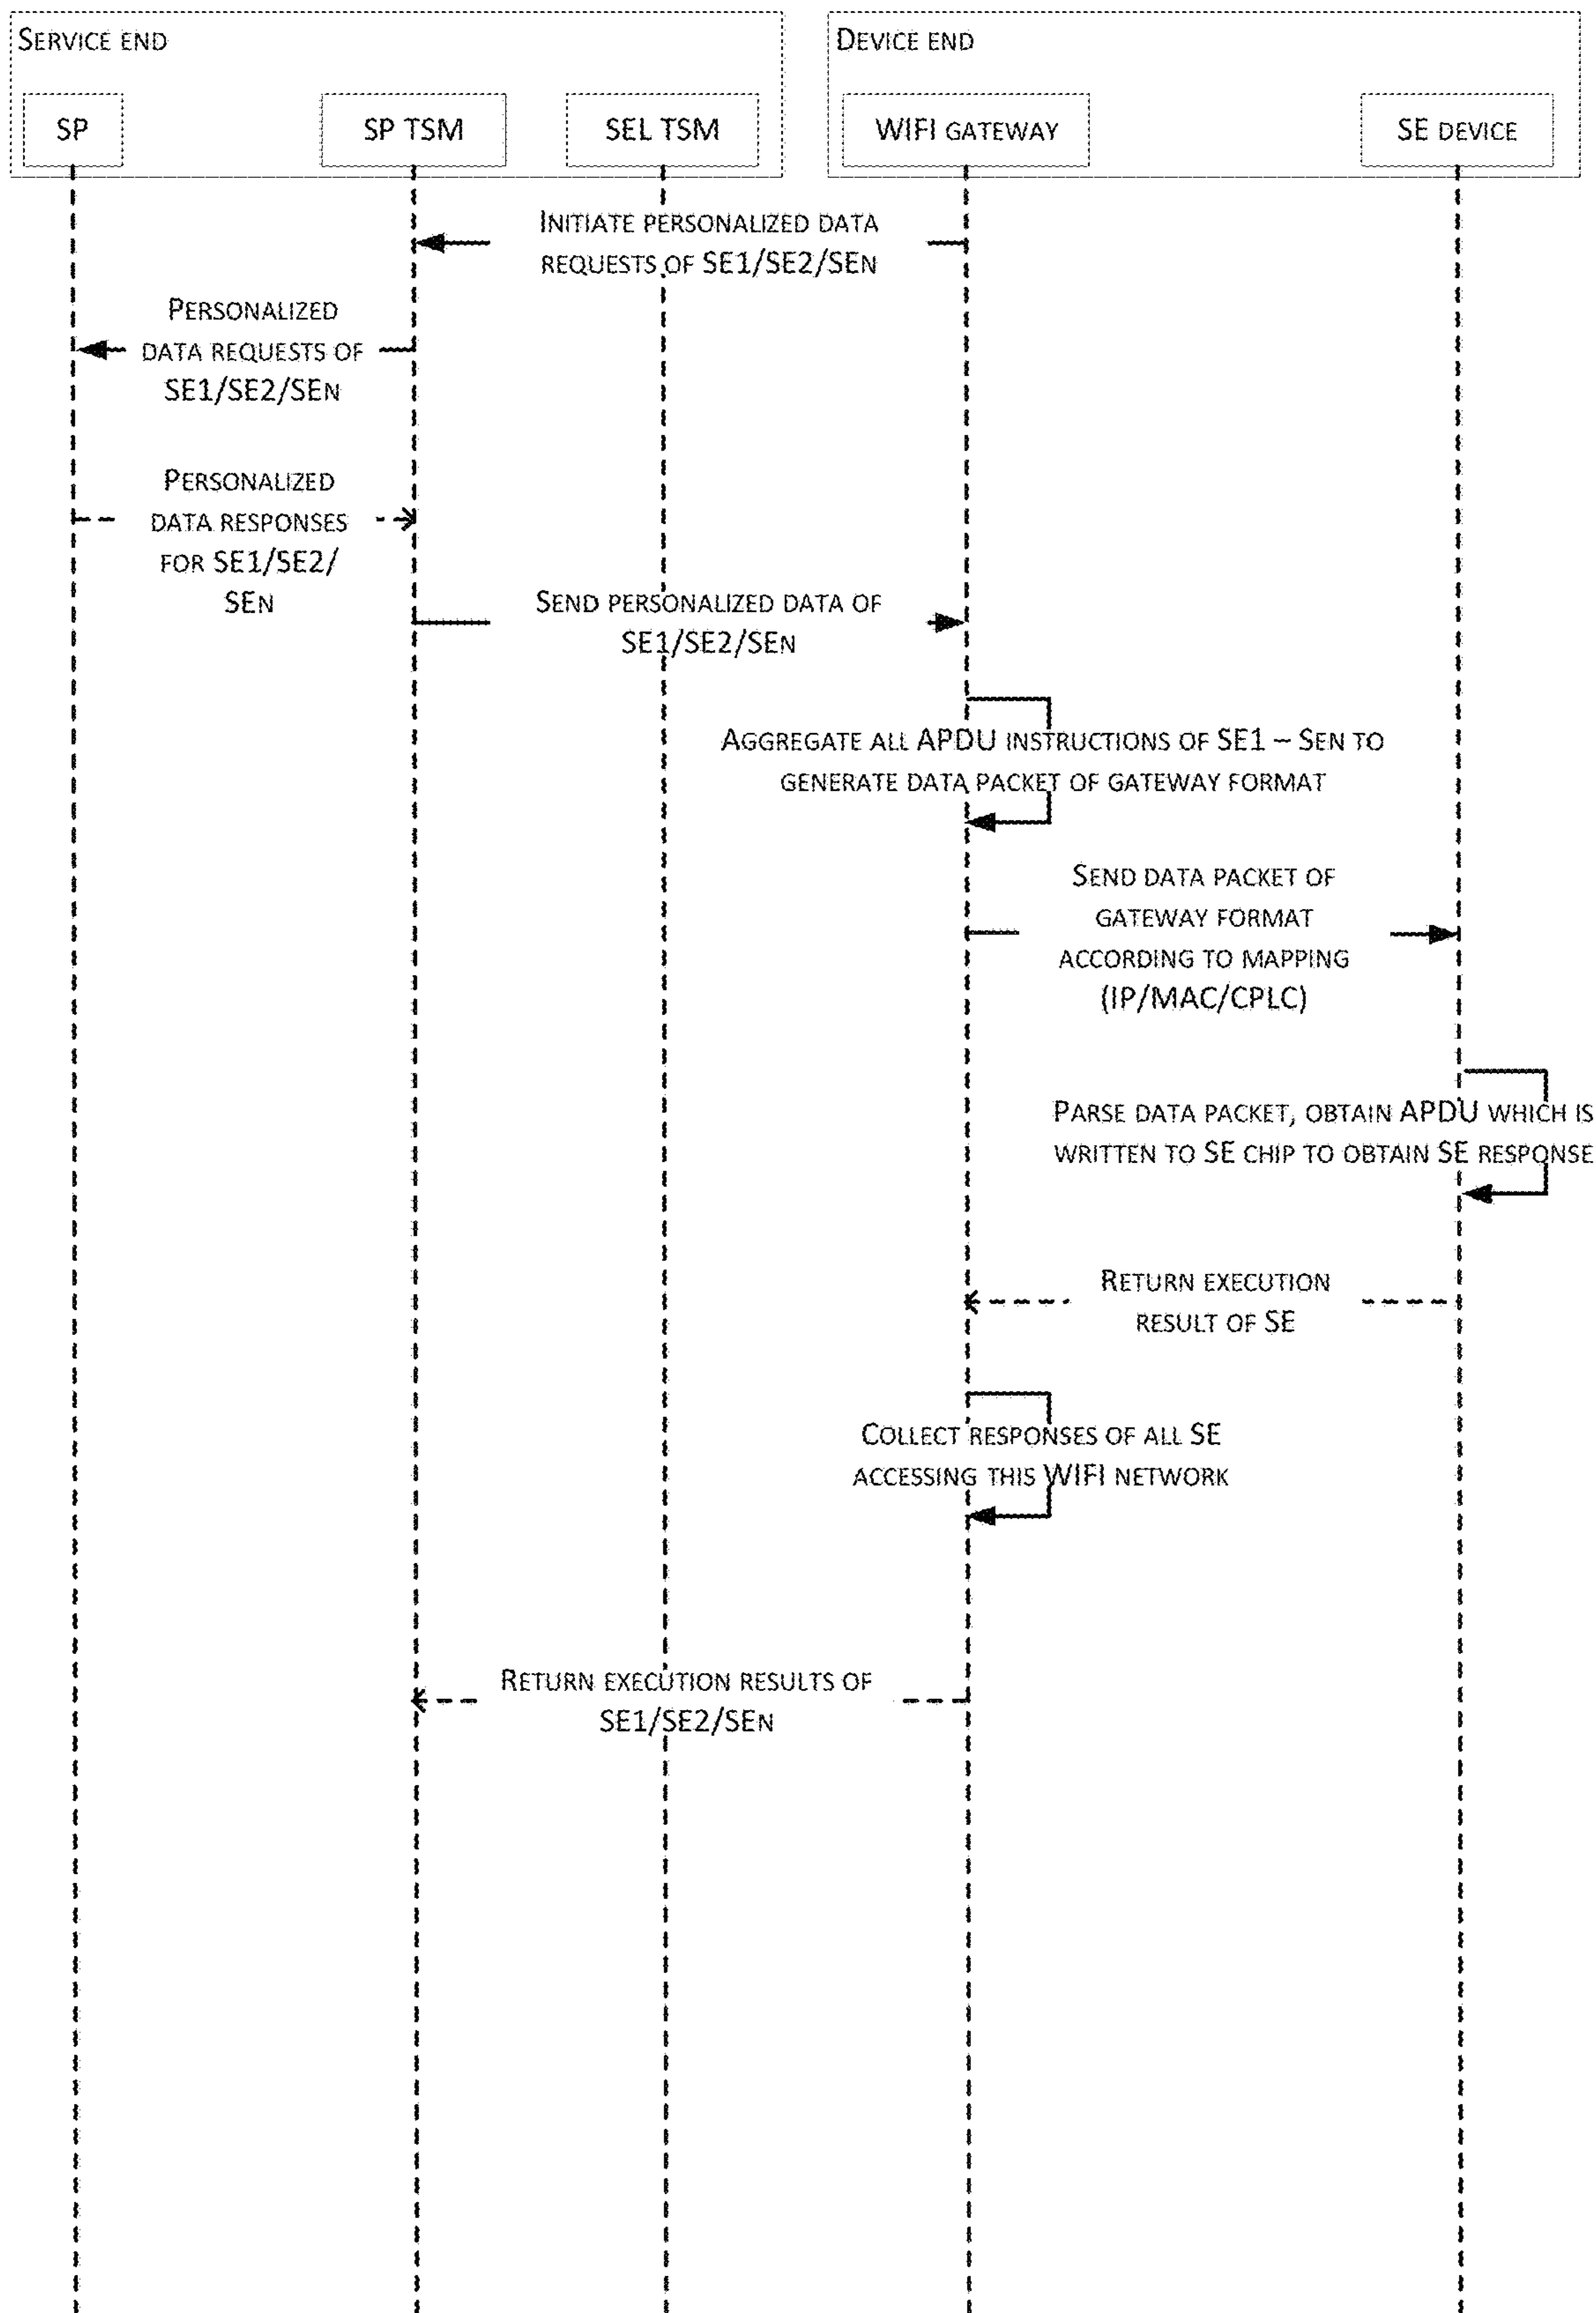 SERVICE END
DEVICE END
SP
SP TSM
SEL TSM
WIFI GATEWAY
SE DEVICE
INITIATE PERSONALIZED DATA
REQUESTS OF SE1/SE2/SEN
PERSONALIZED
DATA REQUESTS OF
SE1/SE2/SEN
PERSONALIZED
DATA RESPONSES
FOR SE1/SE2/
SEN
SEND PERSONALIZED DATA OF
SE1/SE2/SEN
AGGREGATE ALL APDU INSTRUCTIONS OF SE1 – SEN TO
GENERATE DATA PACKET OF GATEWAY FORMAT
SEND DATA PACKET OF
GATEWAY FORMAT
ACCORDING TO MAPPING
(IP/MAC/CPLC)
PARSE DATA PACKET, OBTAIN APDU WHICH IS
WRITTEN TO SE CHIP TO OBTAIN SE RESPONSE
RETURN EXECUTION
RESULT OF SE
COLLECT RESPONSES OF ALL SE
ACCESSING THIS WIFI NETWORK
RETURN EXECUTION RESULTS OF
SE1/SE2/SEN